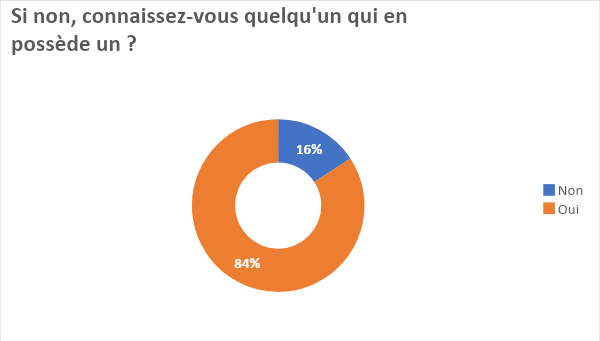 Si non, connaissez-vous quelqu'un qui en
possède un ?
16%
84%
Non
Oui